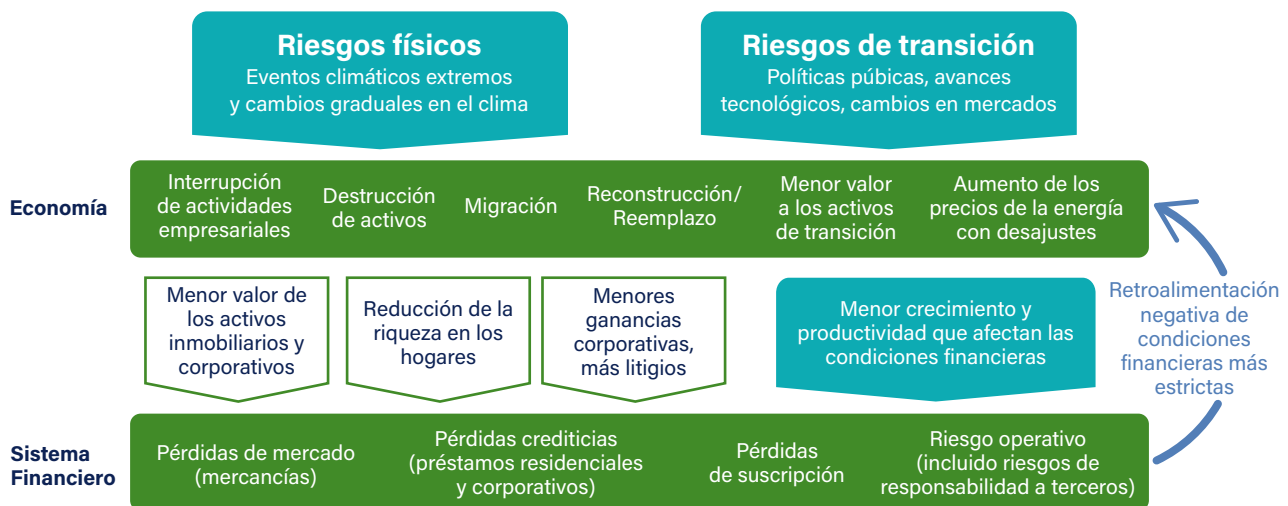 Riesgos físicos
Eventos climáticos extremos
y cambios graduales en el clima
Riesgos de transición
Políticas púbicas, avances
tecnológicos, cambios en mercados
Economía
Interrupción
de actividades
empresariales
Destrucción
de activos
Migración
Reconstrucción/
Reemplazo
Menor valor
a los activos
de transición
Aumento de los
precios de la energía
con desajustes
Menor valor de
los activos
inmobiliarios y
corporativos
Reducción de la
riqueza en los
hogares
Menores
ganancias
corporativas,
más litigios
Menor crecimiento y
productividad que afectan las
condiciones financieras
Retroalimentación
negativa de
condiciones
financieras más
estrictas
Sistema
Financiero
Pérdidas de mercado
(mercancías)
Pérdidas crediticias
(préstamos residenciales
y corporativos)
Pérdidas
de suscripción
Riesgo operativo
(incluido riesgos de
responsabilidad a terceros)